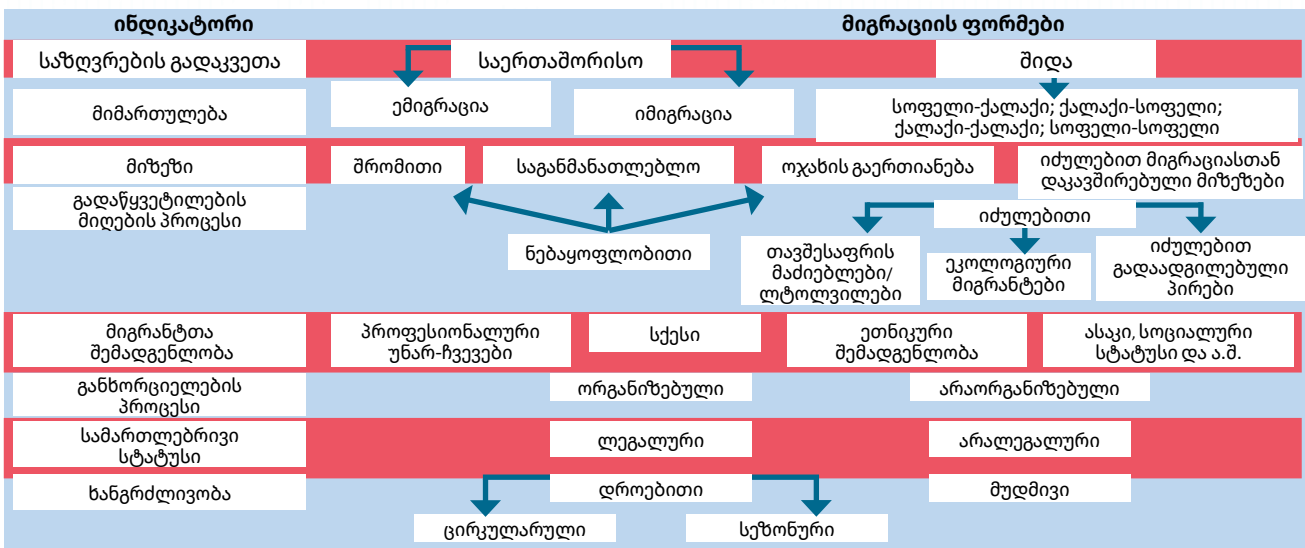 ინდიკატორი
მიგრაციის ფორმები
საზღვრების გადაკვეთა
საერთაშორისო
შიდა
მიმართულება
ემიგრაცია
იმიგრაცია
სოფელი-ქალაქი; ქალაქი-სოფელი;
ქალაქი-ქალაქი; სოფელი-სოფელი
მიზეზი
შრომითი
საგანმანათლებლო
ოჯახის გაერთიანება
იძულებით მიგრაციასთან
დაკავშირებული მიზეზები
გადაწყვეტილების
მიღების პროცესი
ნებაყოფლობითი
იძულებითი
თავშესაფრის
მაძიებლები/
ლტოლვილები
ეკოლოგიური
მიგრანტები
იძულებით
გადაადგილებული
პირები
მიგრანტთა
შემადგენლობა
პროფესიონალური
უნარ-ჩვევები
სქესი
ეთნიკური
შემადგენლობა
ასაკი, სოციალური
სტატუსი და ა.შ.
განხორციელების
პროცესი
ორგანიზებული
არაორგანიზებული
სამართლებრივი
სტატუსი
ლეგალური
არალეგალური
ხანგრძლივობა
დროებითი
მუდმივი
ცირკულარული
სეზონური